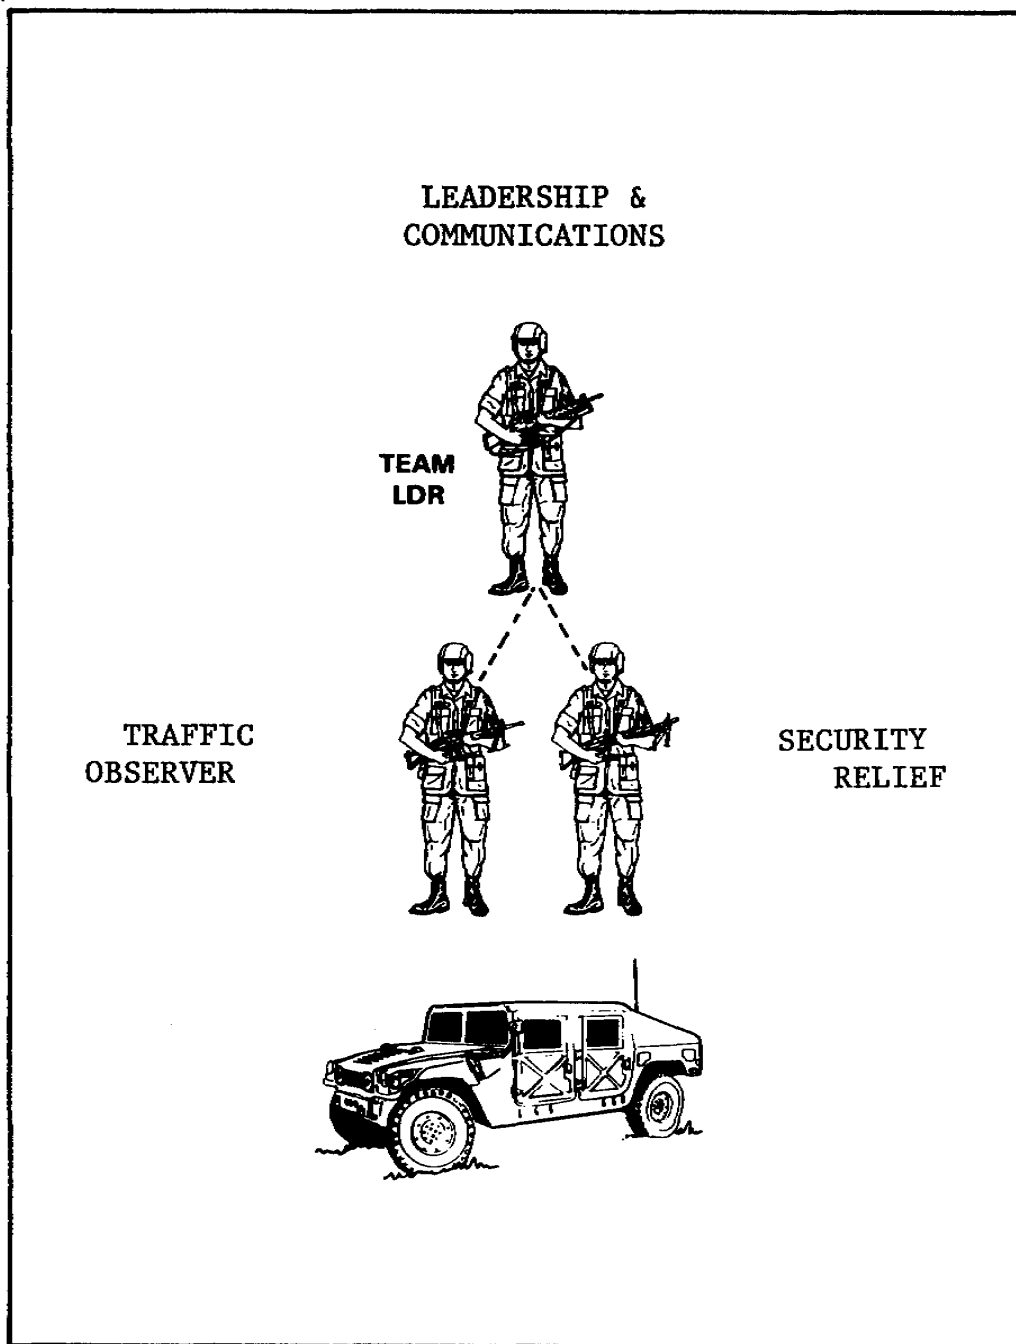 LEADERSHIP &
COMMUNICATIONS
TEAM
LDR
TRAFFIC
OBSERVER
SECURITY
RELIEF